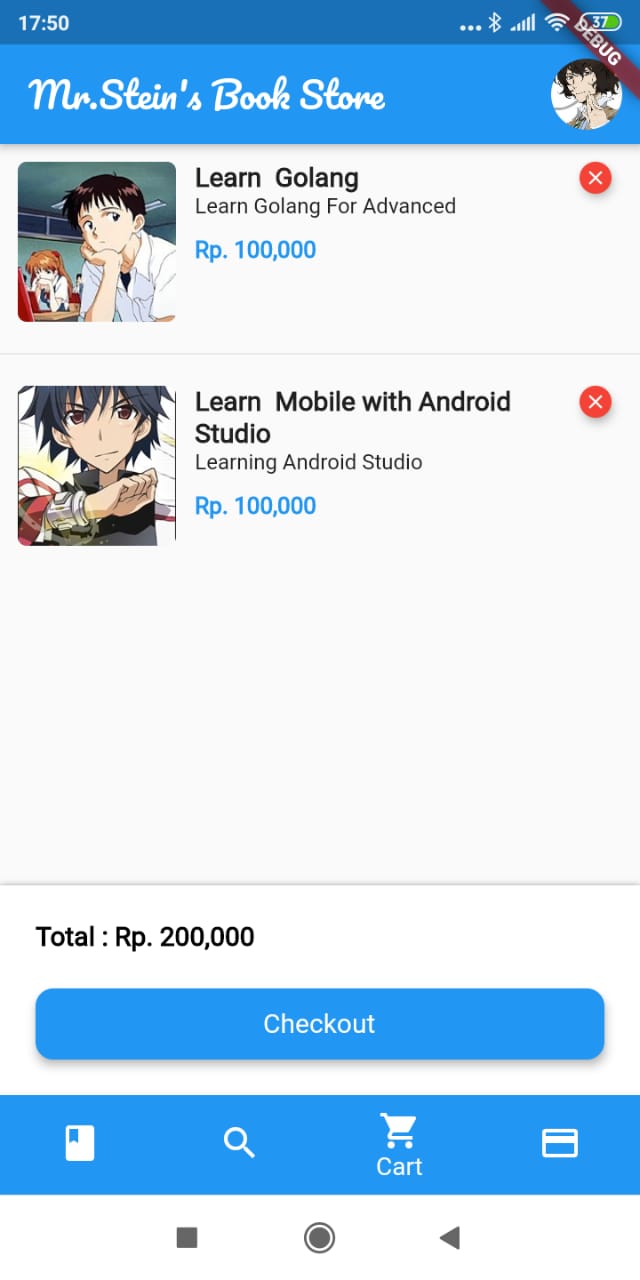 17:50
37
DEBUG
Mr.Stein's Book Store
Learn  Golang
Learn Golang For Advanced
Rp. 100,000
Learn  Mobile with Android
Studio
Learning Android Studio
Rp. 100,000
Total : Rp. 200,000
Checkout
Cart